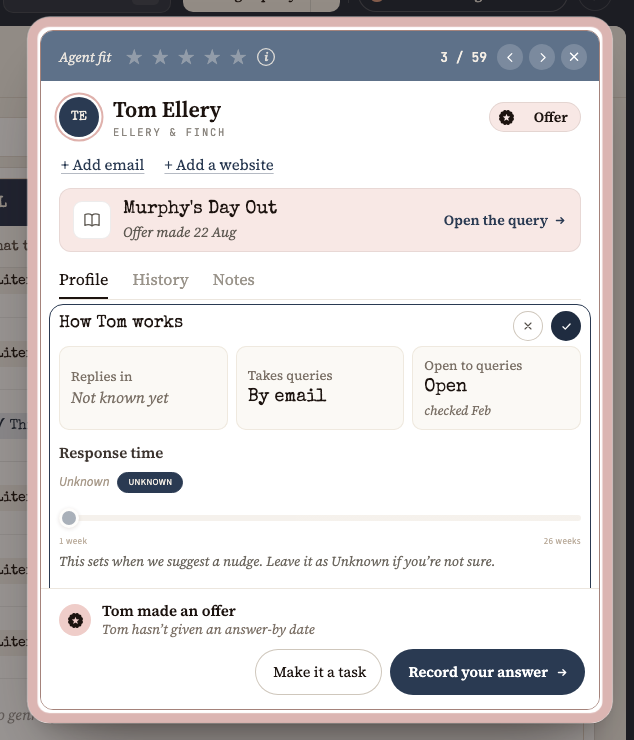 Agent fit
3 / 59
TE
Tom Ellery
ELLERY & FINCH
Offer
+ Add email + Add a website
Murphy's Day Out
Offer made 22 Aug
Open the query →
Profile History Notes
How Tom works
Replies in
Not known yet
Takes queries
By email
Open to queries
Open
checked Feb
Response time
Unknown UNKNOWN
1 week 26 weeks
This sets when we suggest a nudge. Leave it as Unknown if you're not sure.
Tom made an offer
Tom hasn't given an answer-by date
Make it a task Record your answer →